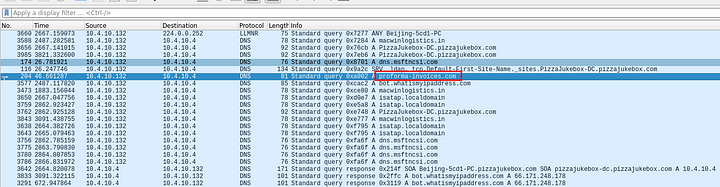 Apply a display filter ... <Ctrl-/>
No. Time Source Destination Protocol Length Info
3660 2667.159073 10.4.10.132 224.0.0.252 LLMNR 75 Standard query 0x7277 ANY Beijing-5cd1-PC
3588 2487.282581 10.4.10.132 10.4.10.4 DNS 78 Standard query 0x7284 A macwinlogistics.in
3656 2667.141015 10.4.10.132 10.4.10.4 DNS 92 Standard query 0x76cb A PizzaJukebox-DC.pizzajukebox.com
3985 3821.332600 10.4.10.132 10.4.10.4 DNS 92 Standard query 0x7eb6 A PizzaJukebox-DC.pizzajukebox.com
174 26.781921 10.4.10.132 10.4.10.4 DNS 76 Standard query 0x8701 A dns.msftncsi.com
116 26.247746 10.4.10.132 10.4.10.4 DNS 134 Standard query 0x9a2c SRV _ldap._tcp.Default-First-Site-Name._sites.PizzaJukebox-DC.pizzajukebox.com
204 46.661287 10.4.10.132 10.4.10.4 DNS 81 Standard query 0xa002 A proforma-invoices.com
3577 2487.117820 10.4.10.132 10.4.10.4 DNS 85 Standard query 0xcac2 A bot.whatismyipaddress.com
3473 1883.156044 10.4.10.132 10.4.10.4 DNS 78 Standard query 0xce80 A macwinlogistics.in
3650 2667.047756 10.4.10.132 10.4.10.4 DNS 78 Standard query 0xd0e7 A isatap.localdomain
3759 2862.923427 10.4.10.132 10.4.10.4 DNS 78 Standard query 0xe5a8 A isatap.localdomain
3762 2862.925128 10.4.10.132 10.4.10.4 DNS 92 Standard query 0xe748 A PizzaJukebox-DC.pizzajukebox.com
3843 3091.438755 10.4.10.132 10.4.10.4 DNS 78 Standard query 0xe777 A macwinlogistics.in
3638 2664.382726 10.4.10.132 10.4.10.4 DNS 78 Standard query 0xf795 A isatap.localdomain
3643 2665.079463 10.4.10.132 10.4.10.4 DNS 78 Standard query 0xf795 A isatap.localdomain
3756 2862.785159 10.4.10.132 10.4.10.4 DNS 76 Standard query 0xfa6f A dns.msftncsi.com
3775 2863.790830 10.4.10.132 10.4.10.4 DNS 76 Standard query 0xfa6f A dns.msftncsi.com
3780 2864.807853 10.4.10.132 10.4.10.4 DNS 76 Standard query 0xfa6f A dns.msftncsi.com
3786 2866.831972 10.4.10.132 10.4.10.4 DNS 76 Standard query 0xfa6f A dns.msftncsi.com
3642 2664.820078 10.4.10.4 10.4.10.132 DNS 171 Standard query response 0x214f SOA Beijing-5cd1-PC.pizzajukebox.com SOA pizzajukebox-dc.pizzajukebox.com A 10.4.10.4
3833 3091.322115 10.4.10.4 10.4.10.132 DNS 101 Standard query response 0x2ffc A bot.whatismyipaddress.com A 66.171.248.178
3291 672.947864 10.4.10.4 10.4.10.132 DNS 101 Standard query response 0x3119 A bot.whatismyipaddress.com A 66.171.248.178